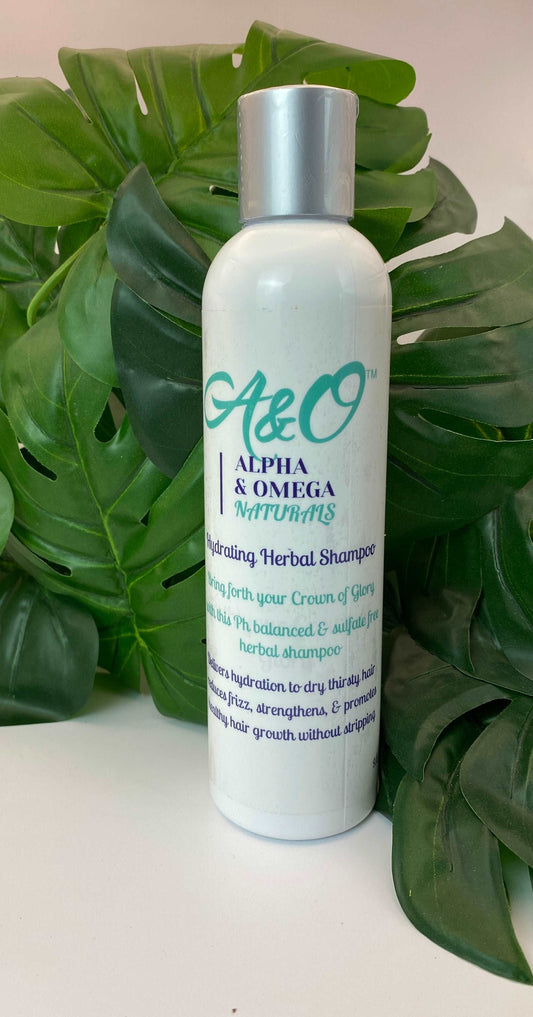 A&O™
ALPHA
& OMEGA
NATURALS
Hydrating Herbal Shampoo
Bring forth your Crown of Glory
with this Ph balanced & sulfate free
herbal shampoo
Delivers hydration to dry thirsty hair
reduces frizz, strengthens, & promotes
healthy hair growth without stripping